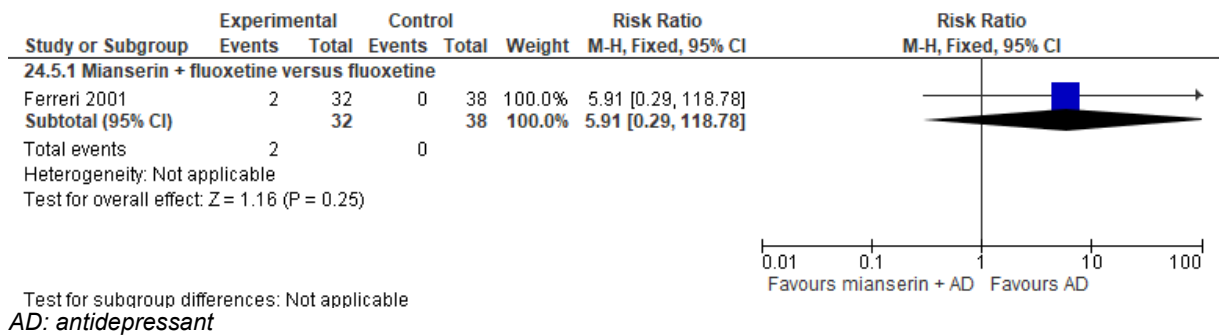 Experimental Control Risk Ratio Risk Ratio
Study or Subgroup Events Total Events Total Weight M-H, Fixed, 95% CI M-H, Fixed, 95% CI
24.5.1 Mianserin + fluoxetine versus fluoxetine
Ferreri 2001 2 32 0 38 100.0% 5.91 [0.29, 118.78]
Subtotal (95% CI) 32 38 100.0% 5.91 [0.29, 118.78]
Total events 2 0
Heterogeneity: Not applicable
Test for overall effect: Z = 1.16 (P = 0.25)
0.01 0.1 1 10 100
Favours mianserin + AD Favours AD
Test for subgroup differences: Not applicable
AD: antidepressant